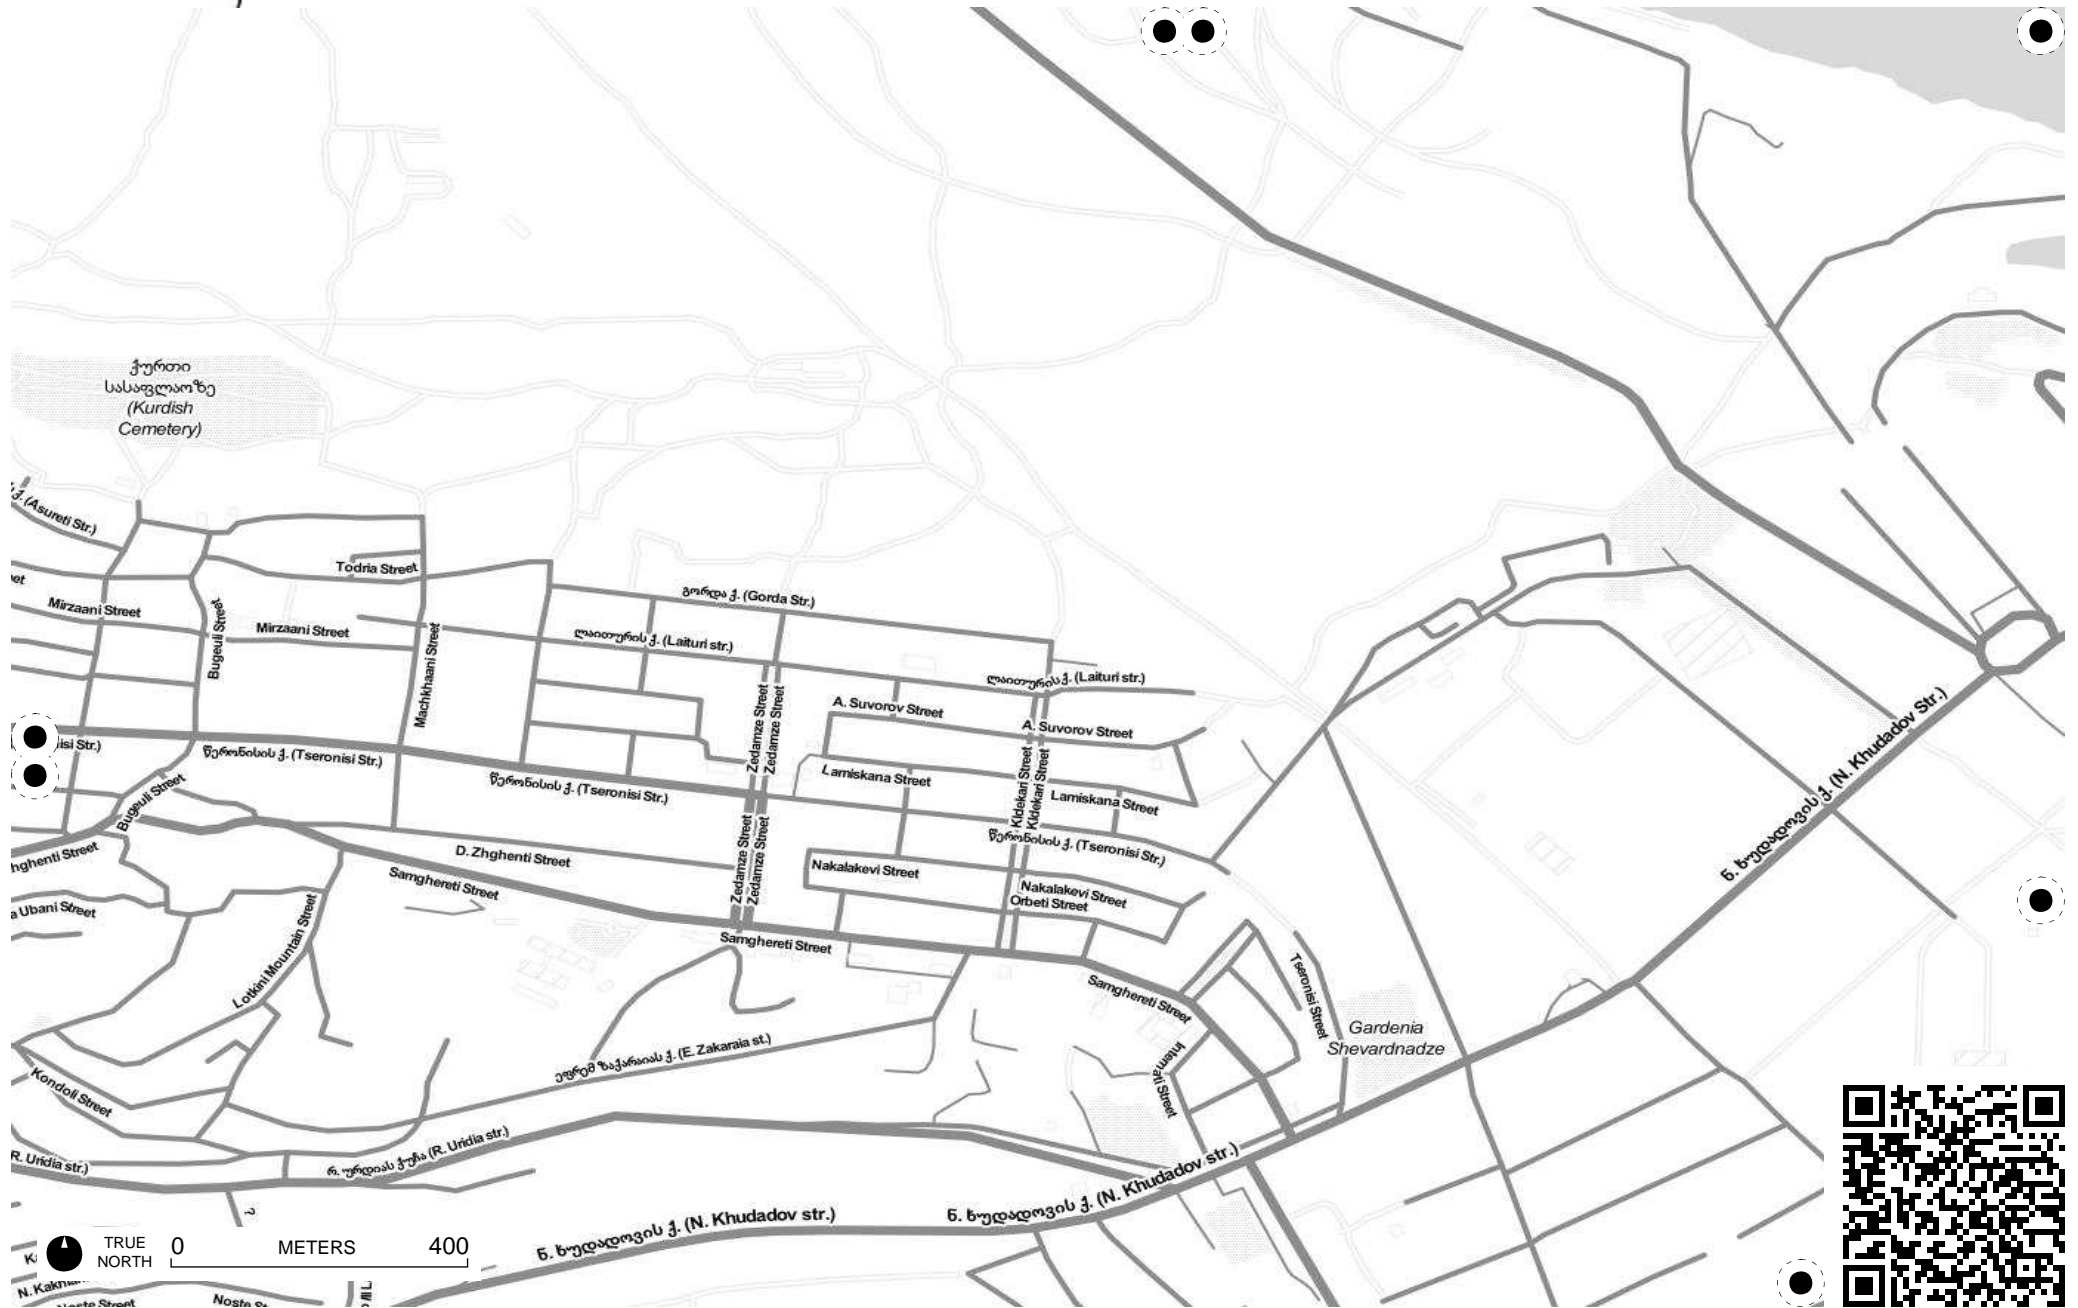 ქურთი
სასაფლაოზე
(Kurdish
Cemetery)
ქ. (Asureti Str.)
Todria Street
Mirzaani Street
Mirzaani Street
Bugeuli Street
Machkhaani Street
გორდა ქ. (Gorda Str.)
ლაითურის ქ. (Laituri str.)
ლაითურის ქ. (Laituri str.)
A. Suvorov Street
A. Suvorov Street
Zedamze Street
Zedamze Street
Kldekari Street
Kldekari Street
isi Str.)
წერონისის ქ. (Tseronisi Str.)
წერონისის ქ. (Tseronisi Str.)
Lamiskana Street
Lamiskana Street
Bugeuli Street
წერონისის ქ. (Tseronisi Str.)
Zedamze Street
Zedamze Street
D. Zhghenti Street
Samghereti Street
Nakalakevi Street
Nakalakevi Street
Orbeti Street
hghenti Street
a Ubani Street
Lotkini Mountain Street
Samghereti Street
Samghereti Street
Tseronisi Street
Internati Street
Gardenia
Shevardnadze
ნ. ხუდადოვის ქ. (N. Khudadov Str.)
ეფრემ ზაქარაიას ქ. (E. Zakaraia st.)
Kondoli Street
რ. ურდიას ქუჩა (R. Uridia str.)
R. Uridia str.)
ნ. ხუდადოვის ქ. (N. Khudadov str.)
ნ. ხუდადოვის ქ. (N. Khudadov str.)
TRUE
NORTH
0 METERS 400
Noste Street